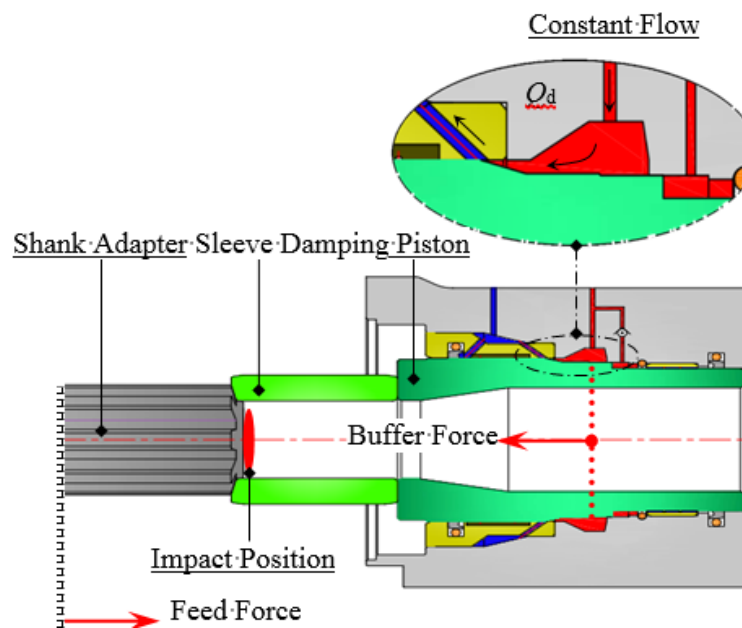 Constant Flow
Qd
Shank Adapter Sleeve Damping Piston
Buffer Force
Impact Position
Feed Force